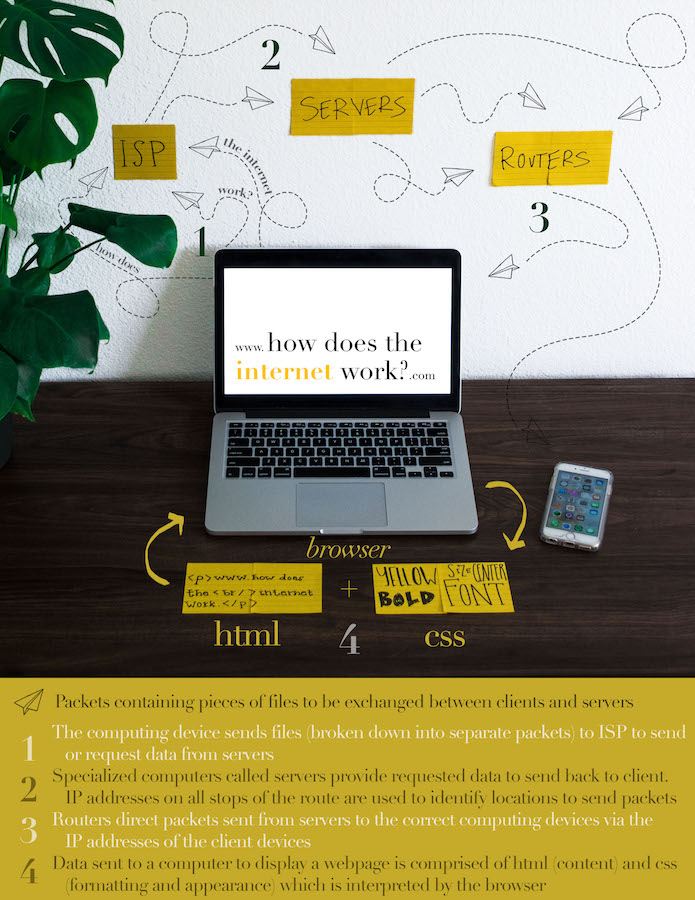 2
SERVERS
ISP
ROUTERS
the internet
work?
how does
1
3
www. how does the
internet work?.com
browser
<p>www.how does
the<br/>internet
work.</p>
+
YELLOW
BOLD
SIZE CENTER
FONT
html
4
css
Packets containing pieces of files to be exchanged between clients and servers
1 The computing device sends files (broken down into separate packets) to ISP to send
or request data from servers
2 Specialized computers called servers provide requested data to send back to client.
IP addresses on all stops of the route are used to identify locations to send packets
3 Routers direct packets sent from servers to the correct computing devices via the
IP addresses of the client devices
4 Data sent to a computer to display a webpage is comprised of html (content) and css
(formatting and appearance) which is interpreted by the browser